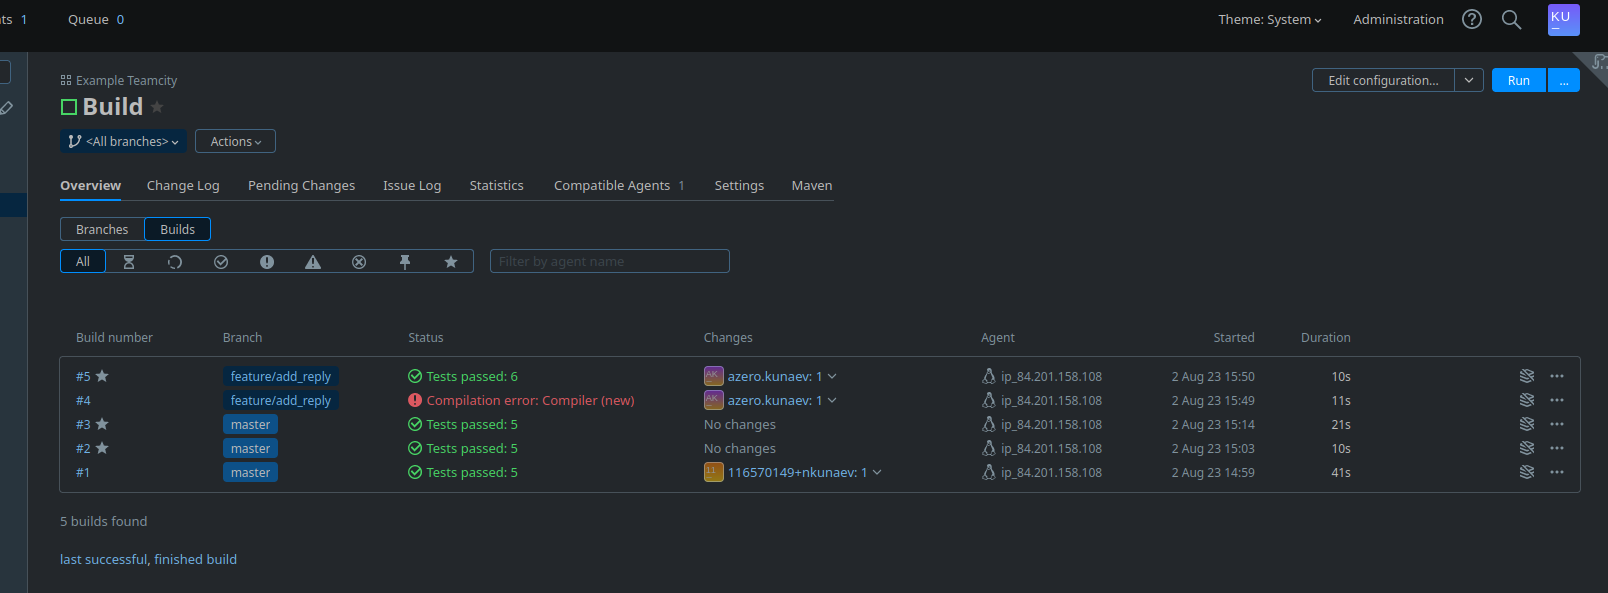 ts 1 Queue 0 Theme: System Administration KU
Example Teamcity Edit configuration... Run ...
Build
<All branches> Actions
Overview Change Log Pending Changes Issue Log Statistics Compatible Agents 1 Settings Maven
Branches Builds
All Filter by agent name
Build number Branch Status Changes Agent Started Duration
#5 feature/add_reply Tests passed: 6 AK azero.kunaev: 1 ip_84.201.158.108 2 Aug 23 15:50 10s
#4 feature/add_reply Compilation error: Compiler (new) AK azero.kunaev: 1 ip_84.201.158.108 2 Aug 23 15:49 11s
#3 master Tests passed: 5 No changes ip_84.201.158.108 2 Aug 23 15:14 21s
#2 master Tests passed: 5 No changes ip_84.201.158.108 2 Aug 23 15:03 10s
#1 master Tests passed: 5 11 116570149+nkunaev: 1 ip_84.201.158.108 2 Aug 23 14:59 41s
5 builds found
last successful, finished build